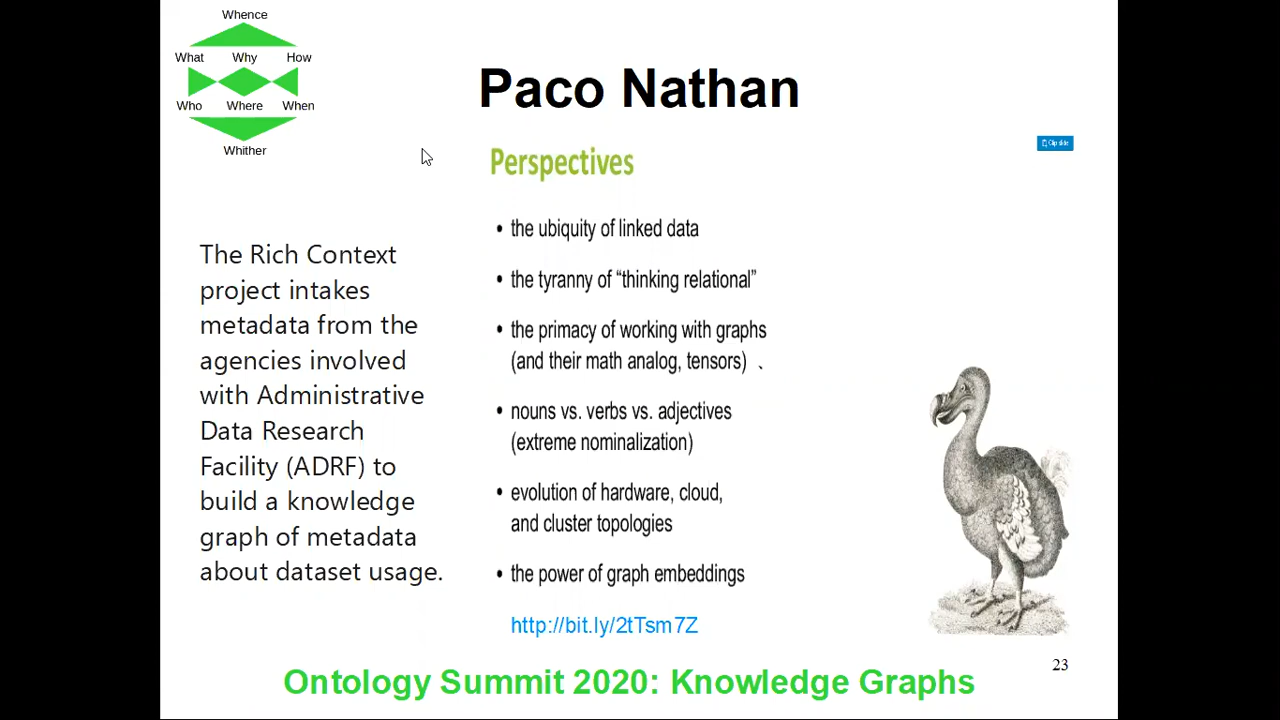 Whence
What Why How
Who Where When
Whither
Paco Nathan
Clip slide
Perspectives
The Rich Context
project intakes
metadata from the
agencies involved
with Administrative
Data Research
Facility (ADRF) to
build a knowledge
graph of metadata
about dataset usage.
• the ubiquity of linked data
• the tyranny of “thinking relational”
• the primacy of working with graphs
(and their math analog, tensors) 、
• nouns vs. verbs vs. adjectives
(extreme nominalization)
• evolution of hardware, cloud,
and cluster topologies
• the power of graph embeddings
http://bit.ly/2tTsm7Z
23
Ontology Summit 2020: Knowledge Graphs